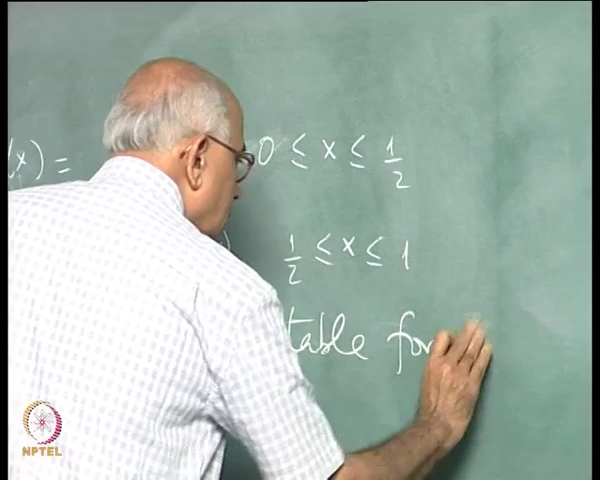 (x) = 0 ≤ x ≤ 1/2
1/2 ≤ x ≤ 1
table for
NPTEL